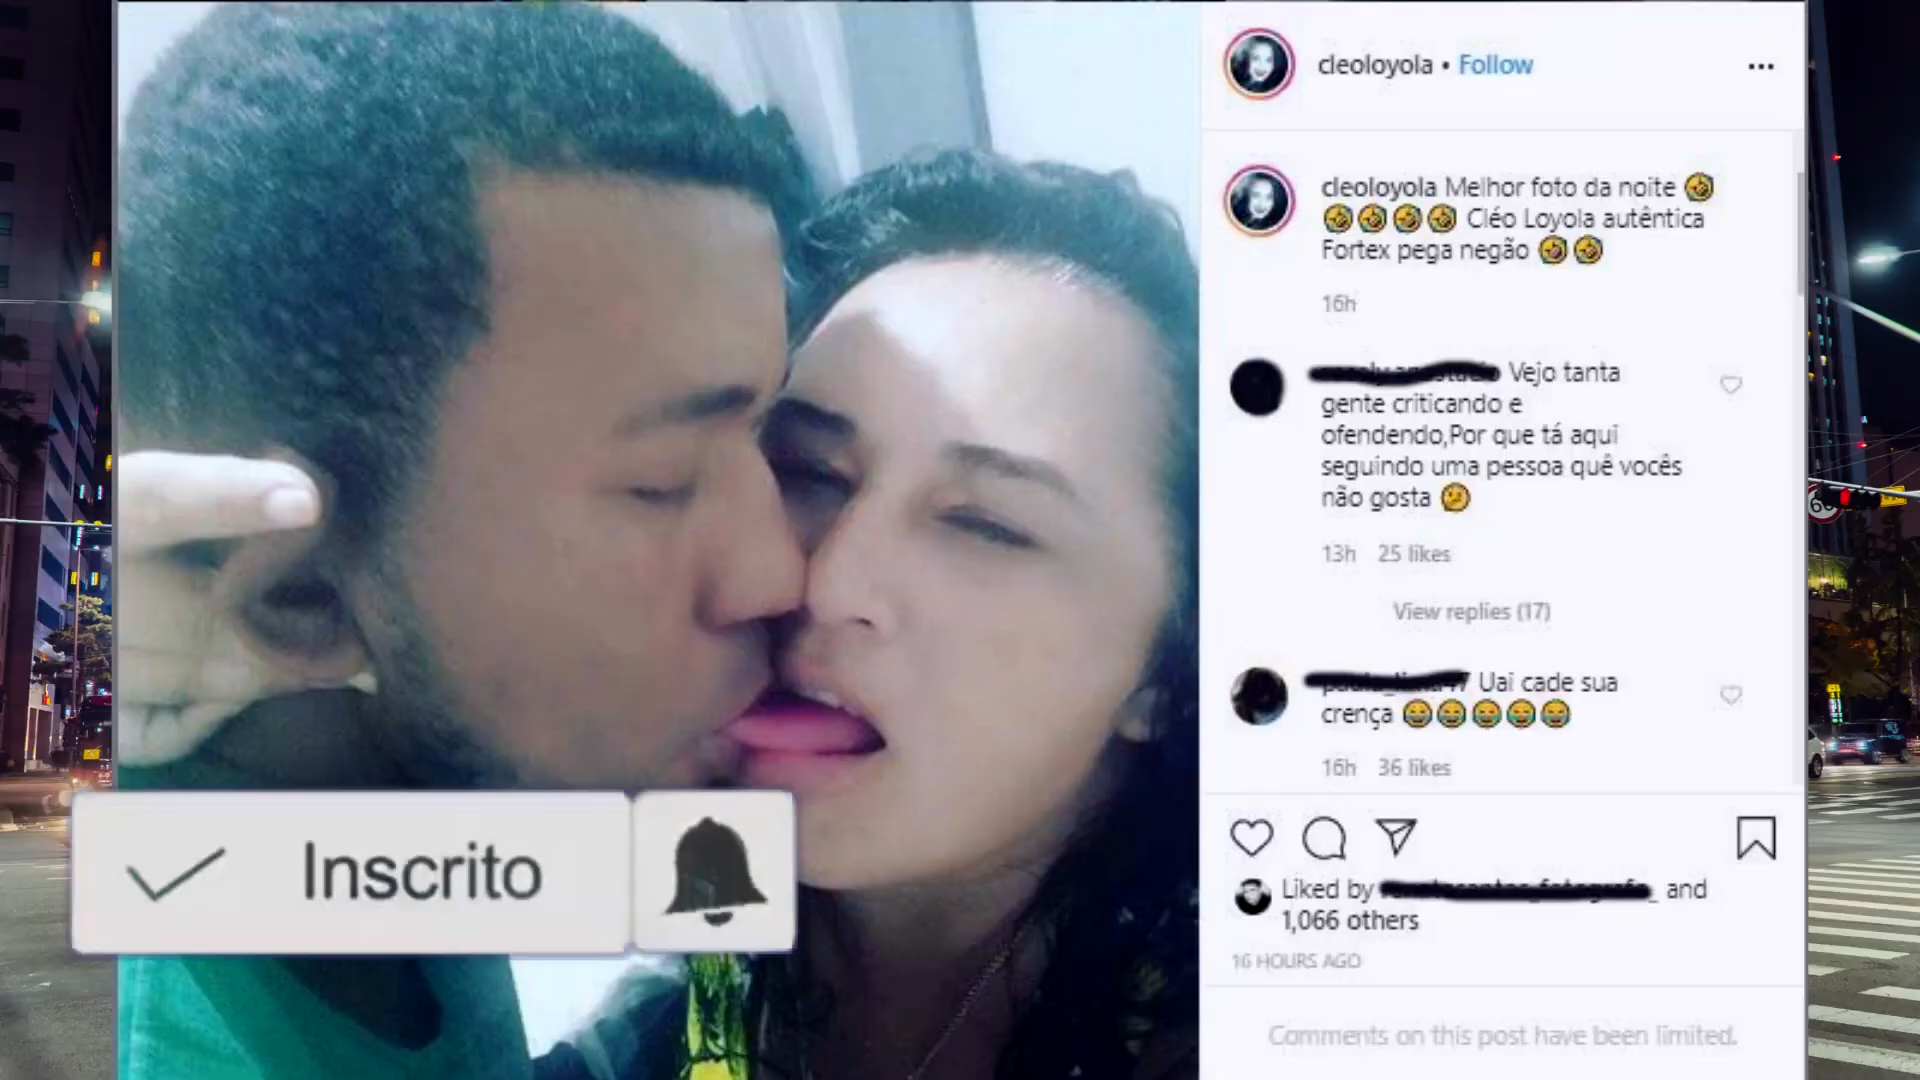 cleoloyola • Follow
cleoloyola Melhor foto da noite 🤣
🤣🤣🤣🤣 Cléo Loyola autêntica
Fortex pega negão 🤣🤣
16h
Vejo tanta
gente criticando e
ofendendo,Por que tá aqui
seguindo uma pessoa quê vocês
não gosta
13h 25 likes
View replies (17)
Uai cade sua
crença 😂😂😂😂😂
16h 36 likes
Liked by and
1,066 others
16 HOURS AGO
Comments on this post have been limited.
Inscrito